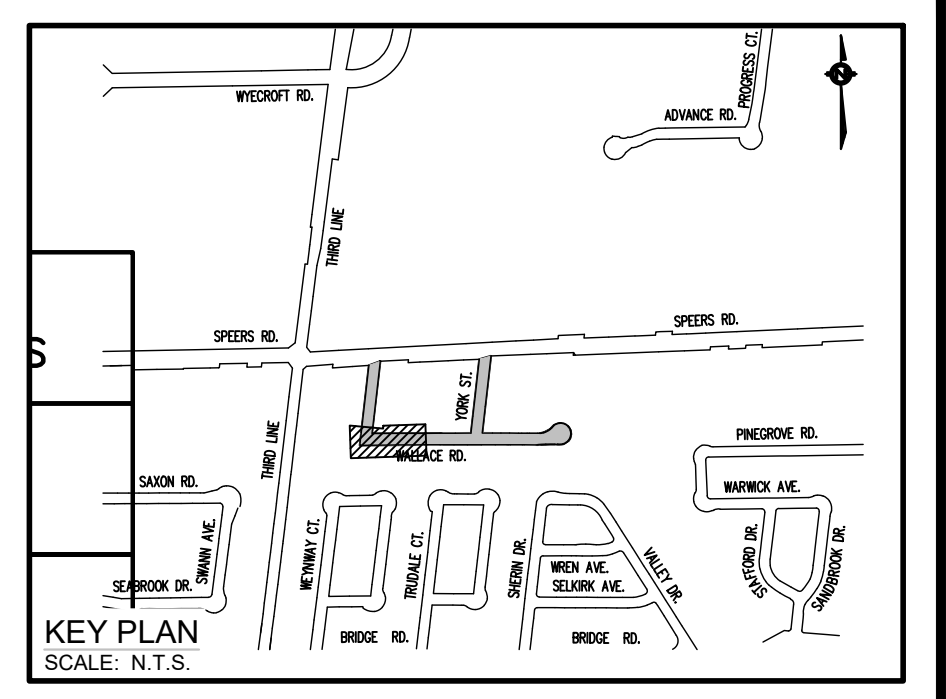 PROGRESS CT.
WYECROFT RD.
ADVANCE RD.
N
THIRD LINE
SPEERS RD.
SPEERS RD.
S
YORK ST.
THIRD LINE
WALLACE RD.
PINEGROVE RD.
SAXON RD.
WARWICK AVE.
SWANN AVE.
WEYNWAY CT.
TRUDALE CT.
SHERIN DR.
WREN AVE.
VALLEY DR.
STAFFORD DR.
SANDBROOK DR.
SEABROOK DR.
SELKIRK AVE.
BRIDGE RD.
BRIDGE RD.
KEY PLAN
SCALE: N.T.S.